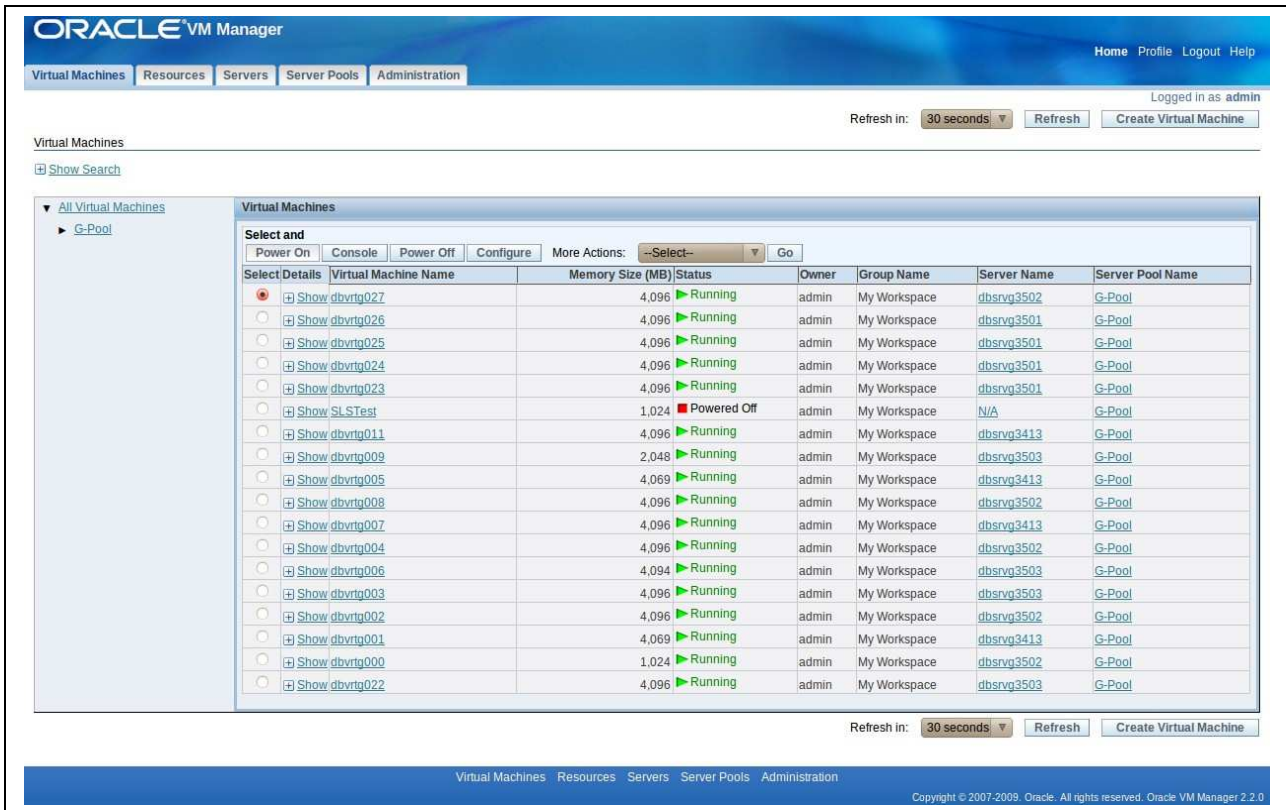 ORACLE VM Manager
Home Profile Logout Help
Virtual Machines Resources Servers Server Pools Administration
Logged in as admin
Refresh in: 30 seconds Refresh Create Virtual Machine
Virtual Machines
Show Search
All Virtual Machines
G-Pool
Virtual Machines
Select and
Power On Console Power Off Configure More Actions: --Select-- Go
Select Details Virtual Machine Name Memory Size (MB) Status Owner Group Name Server Name Server Pool Name
Show dbvrtg027 4,096 Running admin My Workspace dbsrvg3502 G-Pool
Show dbvrtg026 4,096 Running admin My Workspace dbsrvg3501 G-Pool
Show dbvrtg025 4,096 Running admin My Workspace dbsrvg3501 G-Pool
Show dbvrtg024 4,096 Running admin My Workspace dbsrvg3501 G-Pool
Show dbvrtg023 4,096 Running admin My Workspace dbsrvg3501 G-Pool
Show SLSTest 1,024 Powered Off admin My Workspace N/A G-Pool
Show dbvrtg011 4,096 Running admin My Workspace dbsrvg3413 G-Pool
Show dbvrtg009 2,048 Running admin My Workspace dbsrvg3503 G-Pool
Show dbvrtg005 4,069 Running admin My Workspace dbsrvg3413 G-Pool
Show dbvrtg008 4,096 Running admin My Workspace dbsrvg3502 G-Pool
Show dbvrtg007 4,096 Running admin My Workspace dbsrvg3413 G-Pool
Show dbvrtg004 4,096 Running admin My Workspace dbsrvg3502 G-Pool
Show dbvrtg006 4,094 Running admin My Workspace dbsrvg3503 G-Pool
Show dbvrtg003 4,096 Running admin My Workspace dbsrvg3503 G-Pool
Show dbvrtg002 4,096 Running admin My Workspace dbsrvg3502 G-Pool
Show dbvrtg001 4,069 Running admin My Workspace dbsrvg3413 G-Pool
Show dbvrtg000 1,024 Running admin My Workspace dbsrvg3502 G-Pool
Show dbvrtg022 4,096 Running admin My Workspace dbsrvg3503 G-Pool
Refresh in: 30 seconds Refresh Create Virtual Machine
Virtual Machines Resources Servers Server Pools Administration
Copyright © 2007-2009. Oracle. All rights reserved. Oracle VM Manager 2.2.0